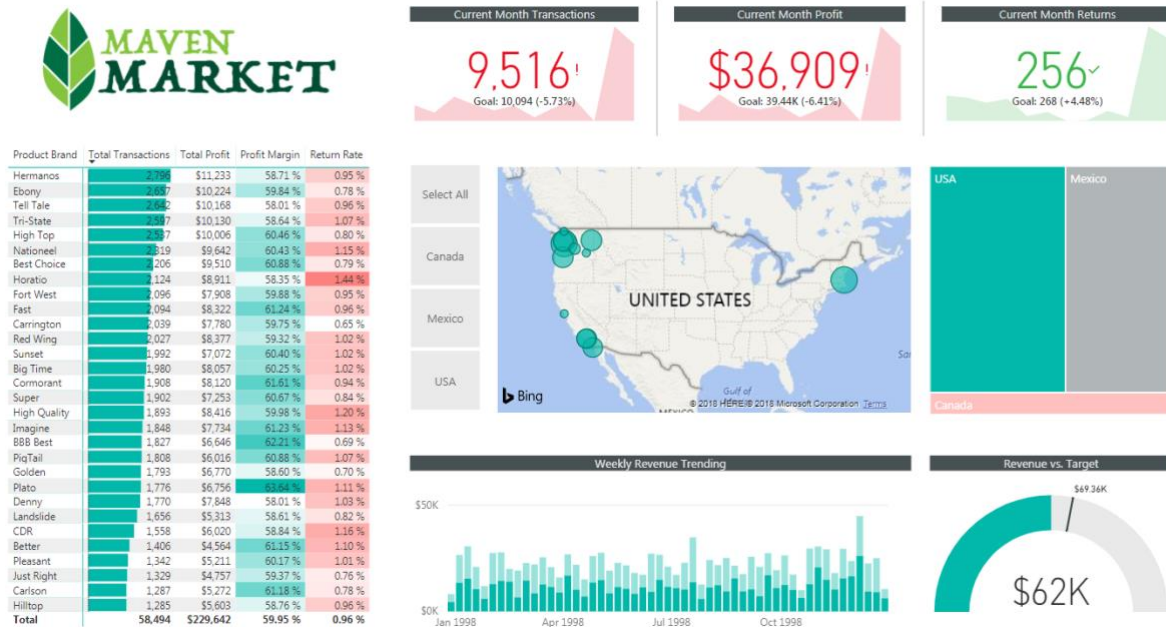 MAVEN
MARKET
Current Month Transactions
9,516!
Goal: 10,094 (-5.73%)
Current Month Profit
$36,909!
Goal: 39.44K (-6.41%)
Current Month Returns
256
Goal: 268 (+4.48%)
Product Brand Total Transactions Total Profit Profit Margin Return Rate
Hermanos 2,796 $11,233 58.71 % 0.95 %
Ebony 2,657 $10,224 59.84 % 0.78 %
Tell Tale 2,642 $10,168 58.01 % 0.96 %
Tri-State 2,597 $10,130 58.64 % 1.07 %
High Top 2,537 $10,006 60.46 % 0.80 %
Nationeel 2,319 $9,642 60.43 % 1.15 %
Best Choice 2,206 $9,510 60.88 % 0.79 %
Horatio 2,124 $8,911 58.35 % 1.44 %
Fort West 2,096 $7,908 59.88 % 0.95 %
Fast 2,094 $8,322 61.24 % 0.96 %
Carrington 2,039 $7,780 59.75 % 0.65 %
Red Wing 2,027 $8,377 59.32 % 1.02 %
Sunset 1,992 $7,072 60.40 % 1.02 %
Big Time 1,980 $8,057 60.25 % 1.02 %
Cormorant 1,908 $8,120 61.61 % 0.94 %
Super 1,902 $7,253 60.67 % 0.84 %
High Quality 1,893 $8,416 59.98 % 1.20 %
Imagine 1,848 $7,734 61.23 % 1.13 %
BBB Best 1,827 $6,646 62.21 % 0.69 %
PiqTail 1,808 $6,016 60.88 % 1.07 %
Golden 1,793 $6,770 58.60 % 0.70 %
Plato 1,776 $6,756 63.64 % 1.11 %
Denny 1,770 $7,848 58.01 % 1.03 %
Landslide 1,656 $5,313 58.61 % 0.82 %
CDR 1,558 $6,020 58.84 % 1.16 %
Better 1,406 $4,564 61.15 % 1.10 %
Pleasant 1,342 $5,211 60.17 % 1.01 %
Just Right 1,329 $4,757 59.37 % 0.76 %
Carlson 1,287 $5,272 61.18 % 0.78 %
Hilltop 1,285 $5,603 58.76 % 0.96 %
Total 58,494 $229,642 59.95 % 0.96 %
Select All
Canada
Mexico
USA
UNITED STATES
Gulf of
Bing
© 2018 HERE © 2018 Microsoft Corporation Terms
USA
Mexico
Canada
Weekly Revenue Trending
$50K
$0K
Jan 1998 Apr 1998 Jul 1998 Oct 1998
Revenue vs. Target
$69.36K
$62K